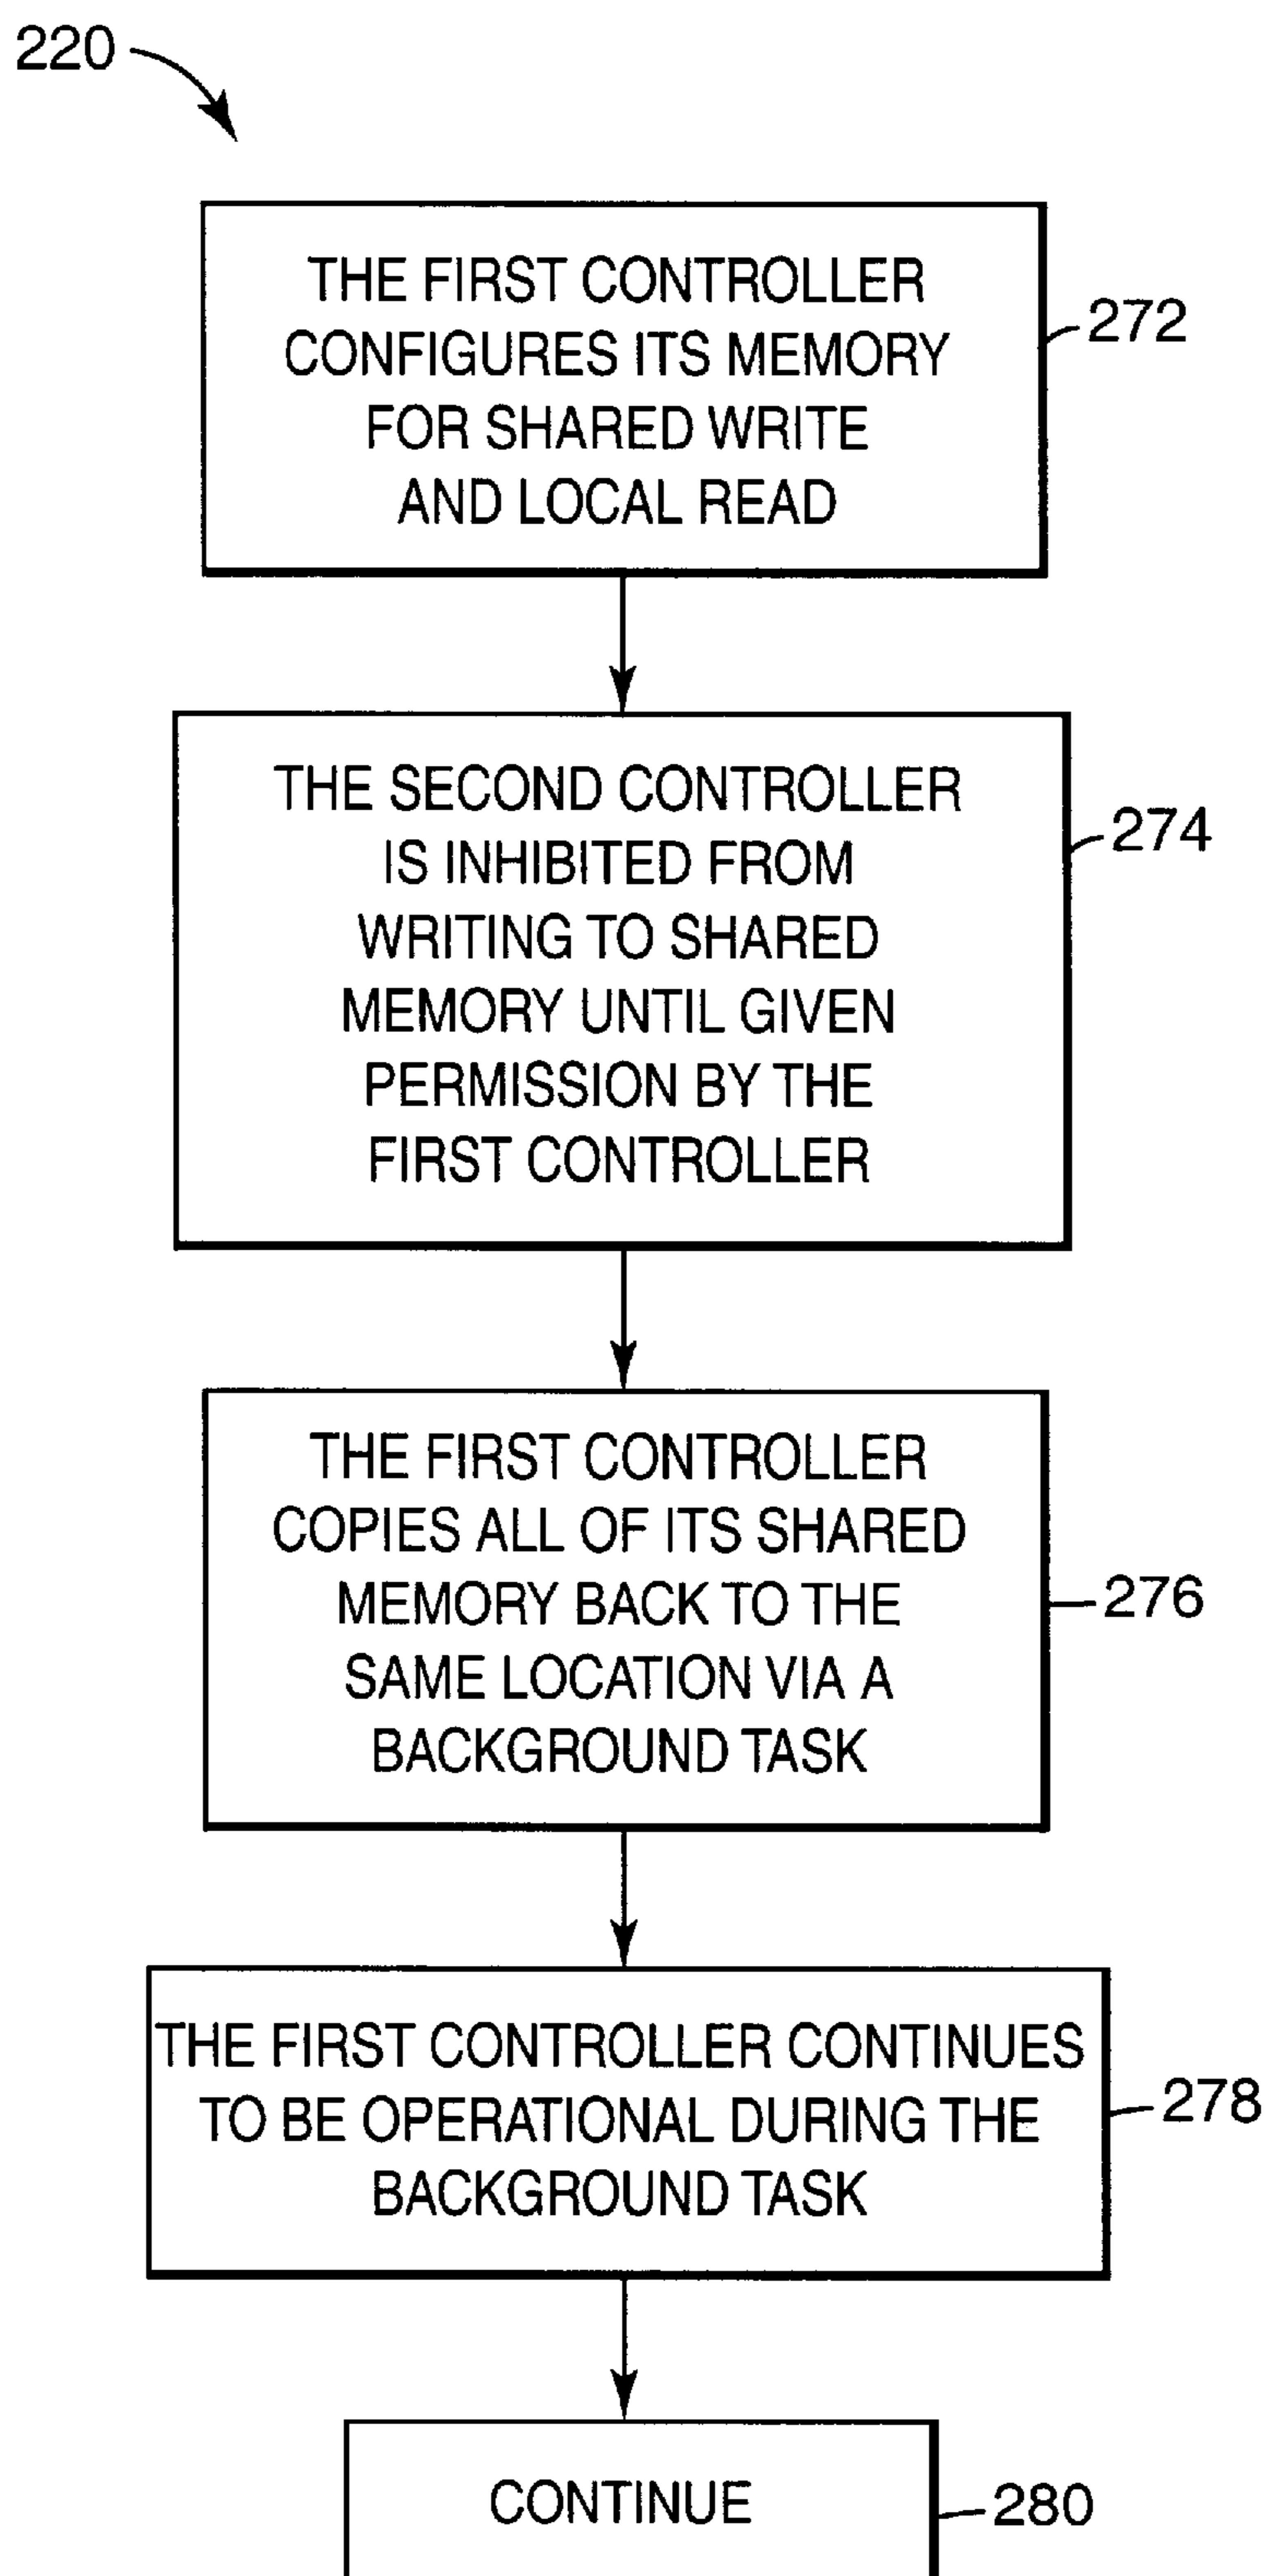 220
THE FIRST CONTROLLER
CONFIGURES ITS MEMORY
FOR SHARED WRITE
AND LOCAL READ
272
THE SECOND CONTROLLER
IS INHIBITED FROM
WRITING TO SHARED
MEMORY UNTIL GIVEN
PERMISSION BY THE
FIRST CONTROLLER
274
THE FIRST CONTROLLER
COPIES ALL OF ITS SHARED
MEMORY BACK TO THE
SAME LOCATION VIA A
BACKGROUND TASK
276
THE FIRST CONTROLLER CONTINUES
TO BE OPERATIONAL DURING THE
BACKGROUND TASK
278
CONTINUE
280